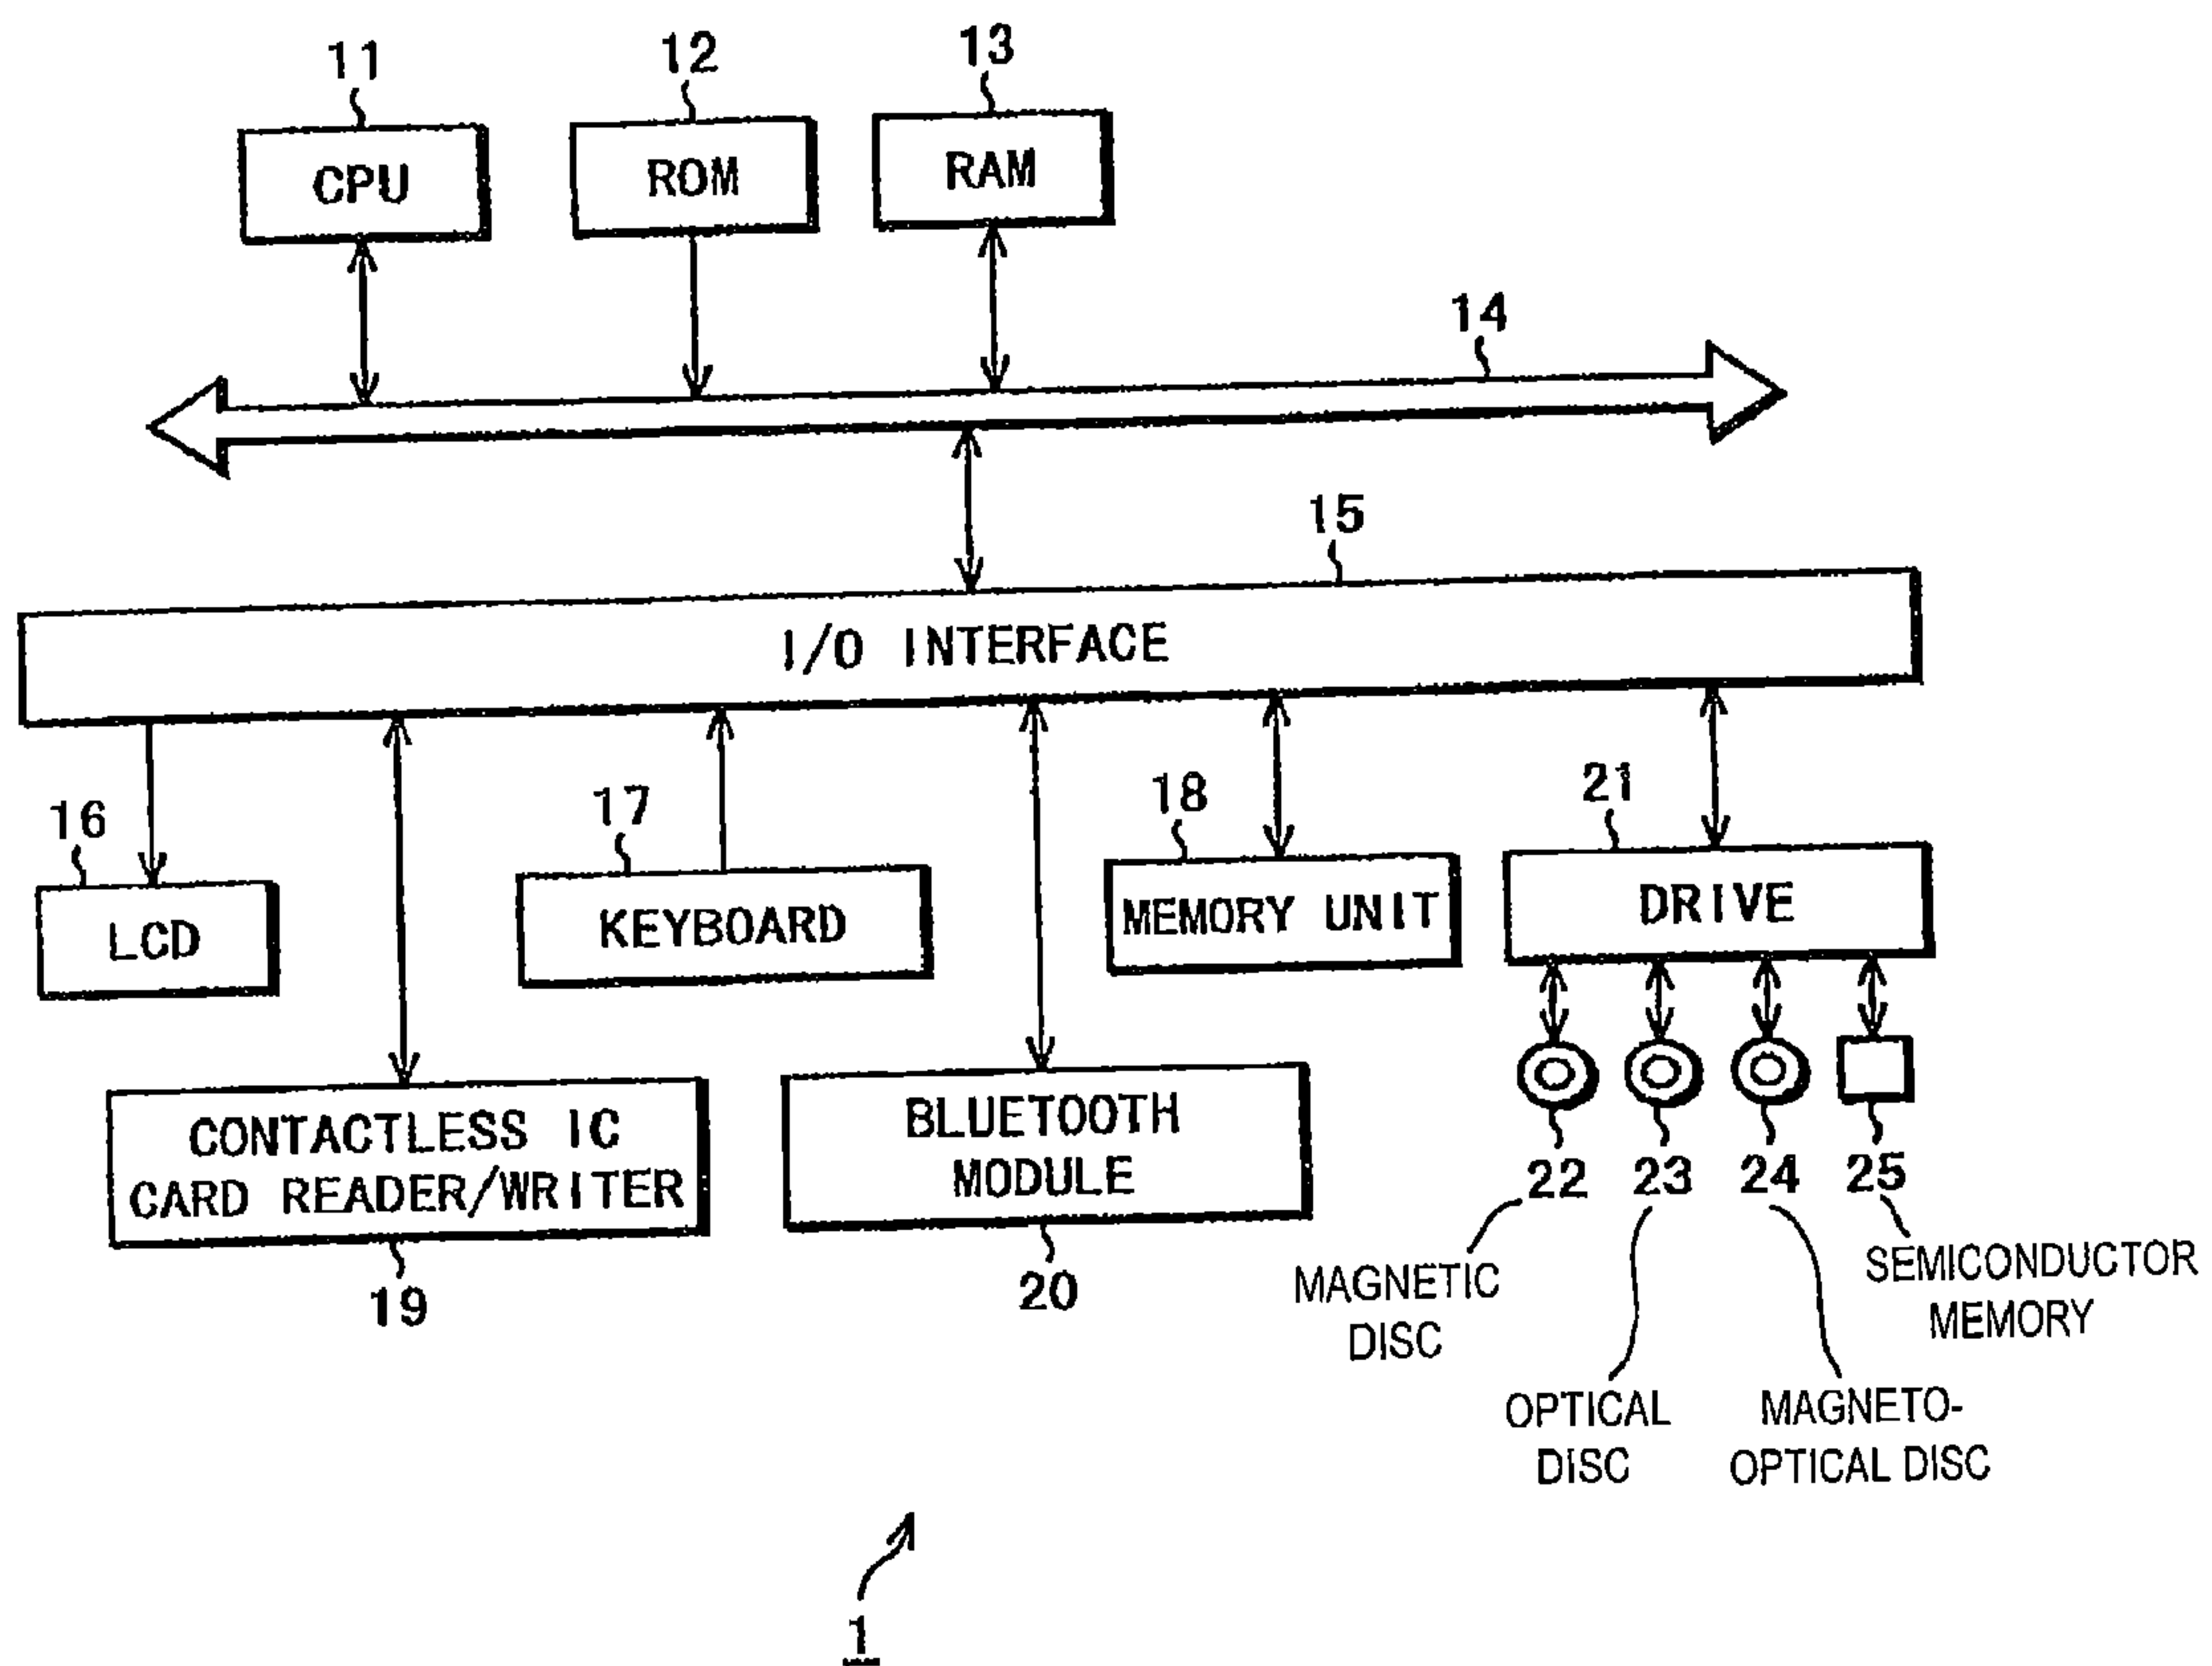 11
12
13
CPU
ROM
RAM
14
15
I/O INTERFACE
16
17
18
21
LCD
KEYBOARD
MEMORY UNIT
DRIVE
CONTACTLESS IC
CARD READER/WRITER
19
BLUETOOTH
MODULE
20
22
23
24
25
MAGNETIC
DISC
SEMICONDUCTOR
MEMORY
OPTICAL
DISC
MAGNETO-
OPTICAL DISC
1